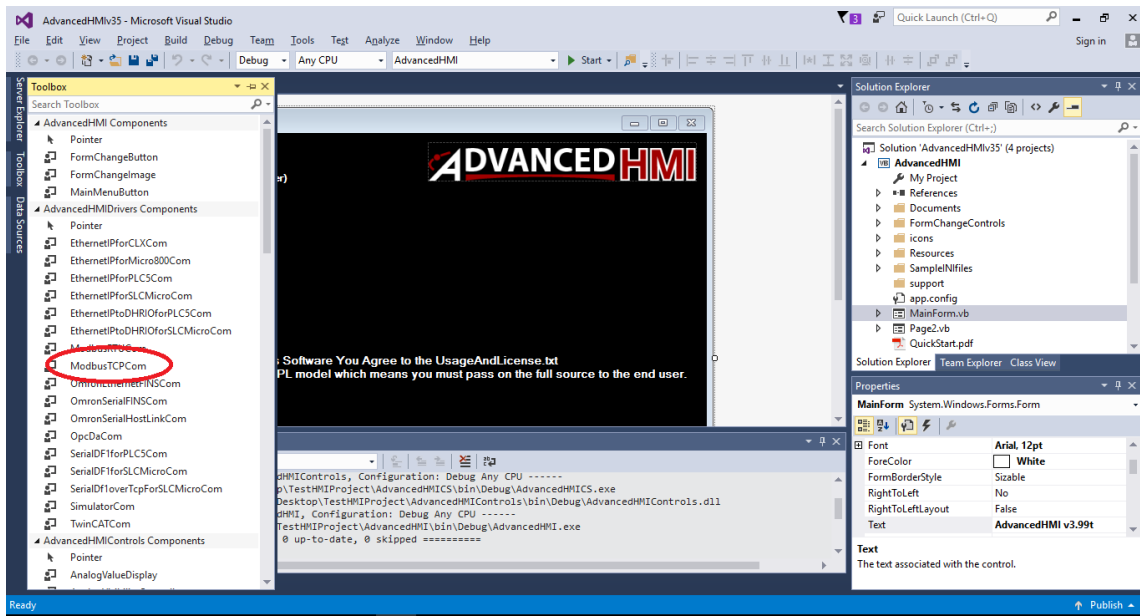 AdvancedHMIv35 - Microsoft Visual Studio
3
Quick Launch (Ctrl+Q)
File Edit View Project Build Debug Team Tools Test Analyze Window Help
Sign in
Debug Any CPU AdvancedHMI Start
Server Explorer
Toolbox
Data Sources
Toolbox
Search Toolbox
AdvancedHMI Components
Pointer
FormChangeButton
FormChangeImage
MainMenuButton
AdvancedHMIDrivers Components
Pointer
EthernetIPforCLXCom
EthernetIPforMicro800Com
EthernetIPforPLC5Com
EthernetIPforSLCMicroCom
EthernetIPtoDHRIOforPLC5Com
EthernetIPtoDHRIOforSLCMicroCom
ModbusRTUCom
ModbusTCPCom
OmronEthernetFINSCom
OmronSerialFINSCom
OmronSerialHostLinkCom
OpcDaCom
SerialDF1forPLC5Com
SerialDF1forSLCMicroCom
SerialDf1overTcpForSLCMicroCom
SimulatorCom
TwinCATCom
AdvancedHMIControls Components
Pointer
AnalogValueDisplay
ADVANCED HMI
r)
s Software You Agree to the UsageAndLicense.txt
PL model which means you must pass on the full source to the end user.
dHMIControls, Configuration: Debug Any CPU ------
p\TestHMIProject\AdvancedHMICS\bin\Debug\AdvancedHMICS.exe
Desktop\TestHMIProject\AdvancedHMIControls\bin\Debug\AdvancedHMIControls.dll
dHMI, Configuration: Debug Any CPU ------
TestHMIProject\AdvancedHMI\bin\Debug\AdvancedHMI.exe
0 up-to-date, 0 skipped ==========
Solution Explorer
Search Solution Explorer (Ctrl+;)
Solution 'AdvancedHMIv35' (4 projects)
VB AdvancedHMI
My Project
References
Documents
FormChangeControls
icons
Resources
SampleINIfiles
support
app.config
MainForm.vb
Page2.vb
QuickStart.pdf
Solution Explorer Team Explorer Class View
Properties
MainForm System.Windows.Forms.Form
Font Arial, 12pt
ForeColor White
FormBorderStyle Sizable
RightToLeft No
RightToLeftLayout False
Text AdvancedHMI v3.99t
Text
The text associated with the control.
Ready
Publish